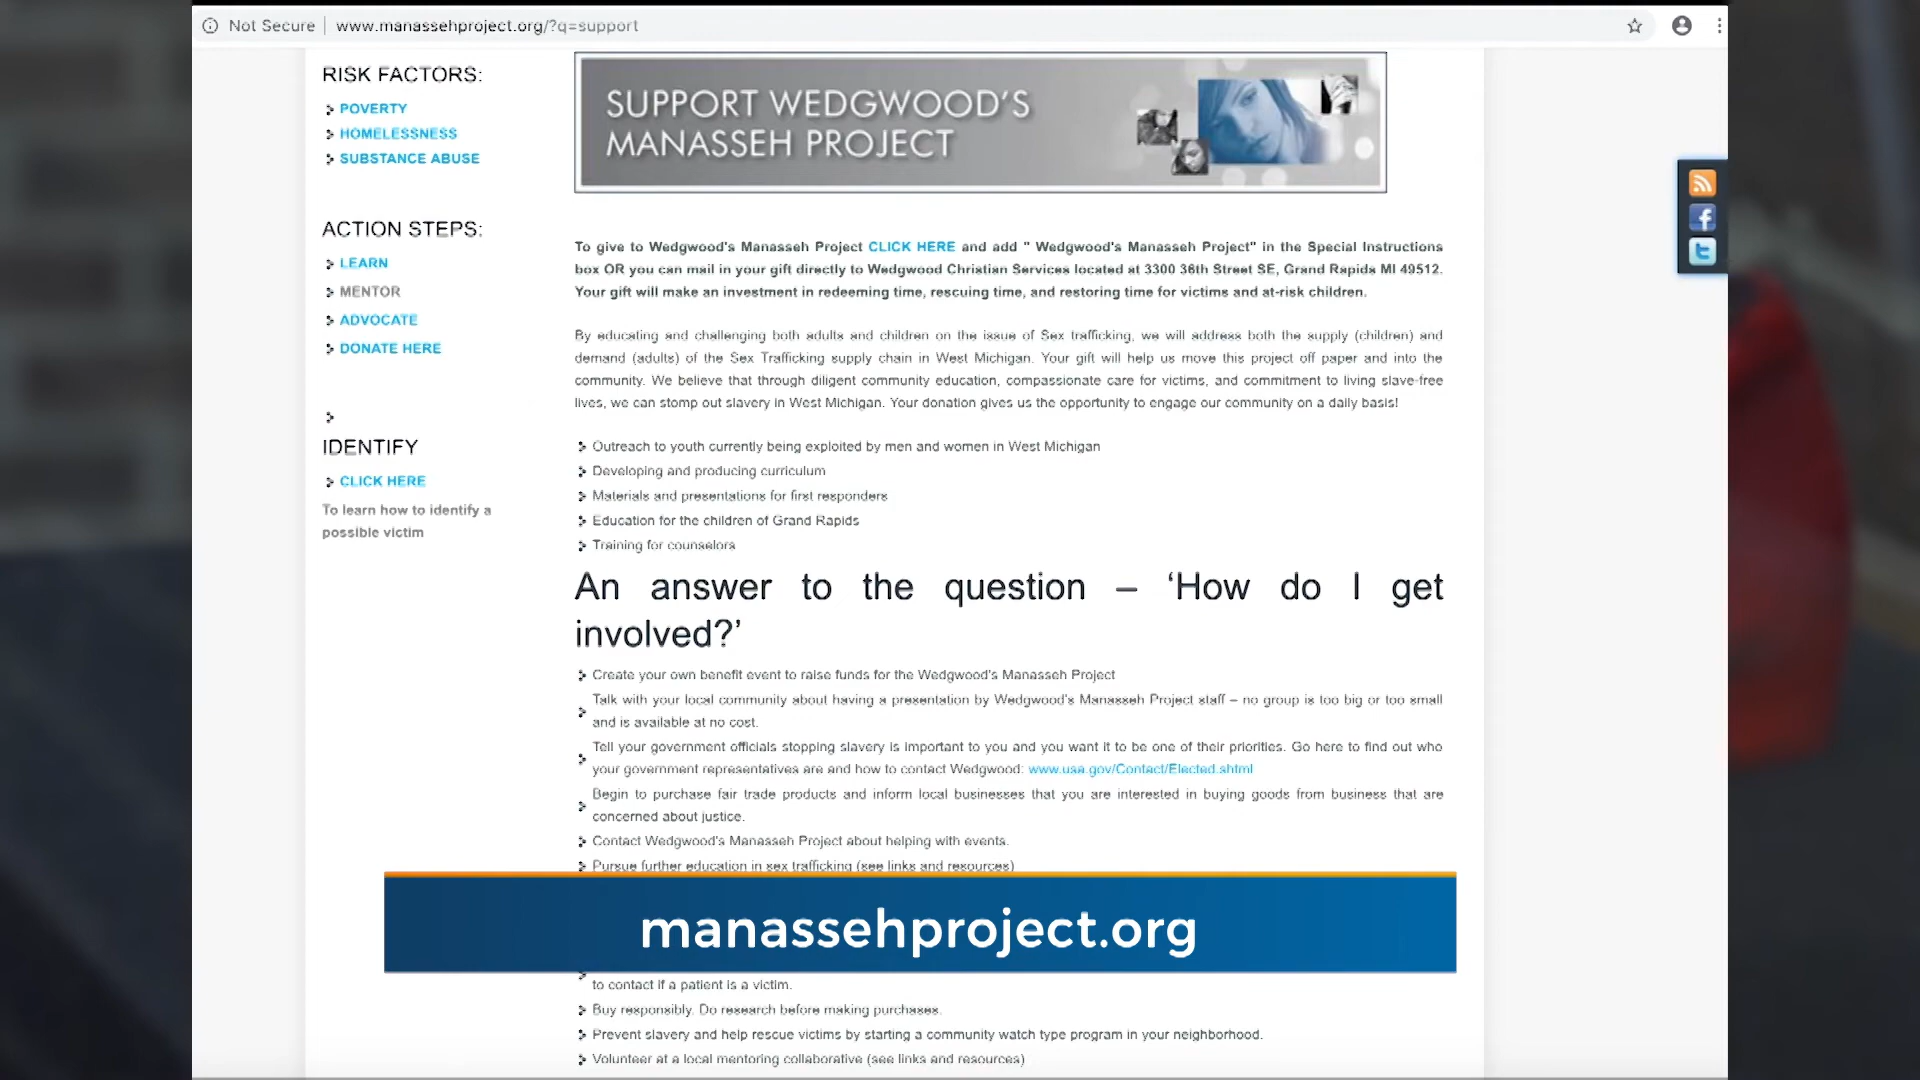 Not Secure | www.manassehproject.org/?q=support
RISK FACTORS:
POVERTY
HOMELESSNESS
SUBSTANCE ABUSE
ACTION STEPS:
LEARN
MENTOR
ADVOCATE
DONATE HERE
IDENTIFY
CLICK HERE
To learn how to identify a
possible victim
SUPPORT WEDGWOOD'S
MANASSEH PROJECT
To give to Wedgwood's Manasseh Project CLICK HERE and add " Wedgwood's Manasseh Project" in the Special Instructions
box OR you can mail in your gift directly to Wedgwood Christian Services located at 3300 36th Street SE, Grand Rapids MI 49512.
Your gift will make an investment in redeeming time, rescuing time, and restoring time for victims and at-risk children.
By educating and challenging both adults and children on the issue of Sex trafficking, we will address both the supply (children) and
demand (adults) of the Sex Trafficking supply chain in West Michigan. Your gift will help us move this project off paper and into the
community. We believe that through diligent community education, compassionate care for victims, and commitment to living slave-free
lives, we can stomp out slavery in West Michigan. Your donation gives us the opportunity to engage our community on a daily basis!
Outreach to youth currently being exploited by men and women in West Michigan
Developing and producing curriculum
Materials and presentations for first responders
Education for the children of Grand Rapids
Training for counselors
An answer to the question – ‘How do I get
involved?’
Create your own benefit event to raise funds for the Wedgwood's Manasseh Project
Talk with your local community about having a presentation by Wedgwood's Manasseh Project staff – no group is too big or too small
and is available at no cost.
Tell your government officials stopping slavery is important to you and you want it to be one of their priorities. Go here to find out who
your government representatives are and how to contact Wedgwood: www.usa.gov/Contact/Elected.shtml
Begin to purchase fair trade products and inform local businesses that you are interested in buying goods from business that are
concerned about justice.
Contact Wedgwood's Manasseh Project about helping with events.
Pursue further education in sex trafficking (see links and resources)
manassehproject.org
to contact if a patient is a victim.
Buy responsibly. Do research before making purchases.
Prevent slavery and help rescue victims by starting a community watch type program in your neighborhood.
Volunteer at a local mentoring collaborative (see links and resources)